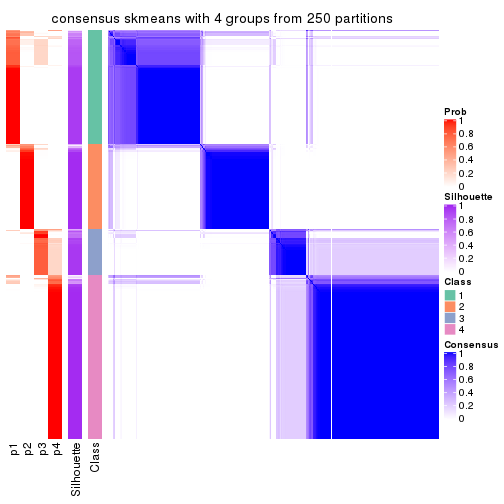 consensus skmeans with 4 groups from 250 partitions
Prob
1
0.8
0.6
0.4
0.2
0
Silhouette
1
0.8
0.6
0.4
0.2
0
Class
1
2
3
4
Consensus
1
0.8
0.6
0.4
0.2
0
p1
p2
p3
p4
Silhouette
Class